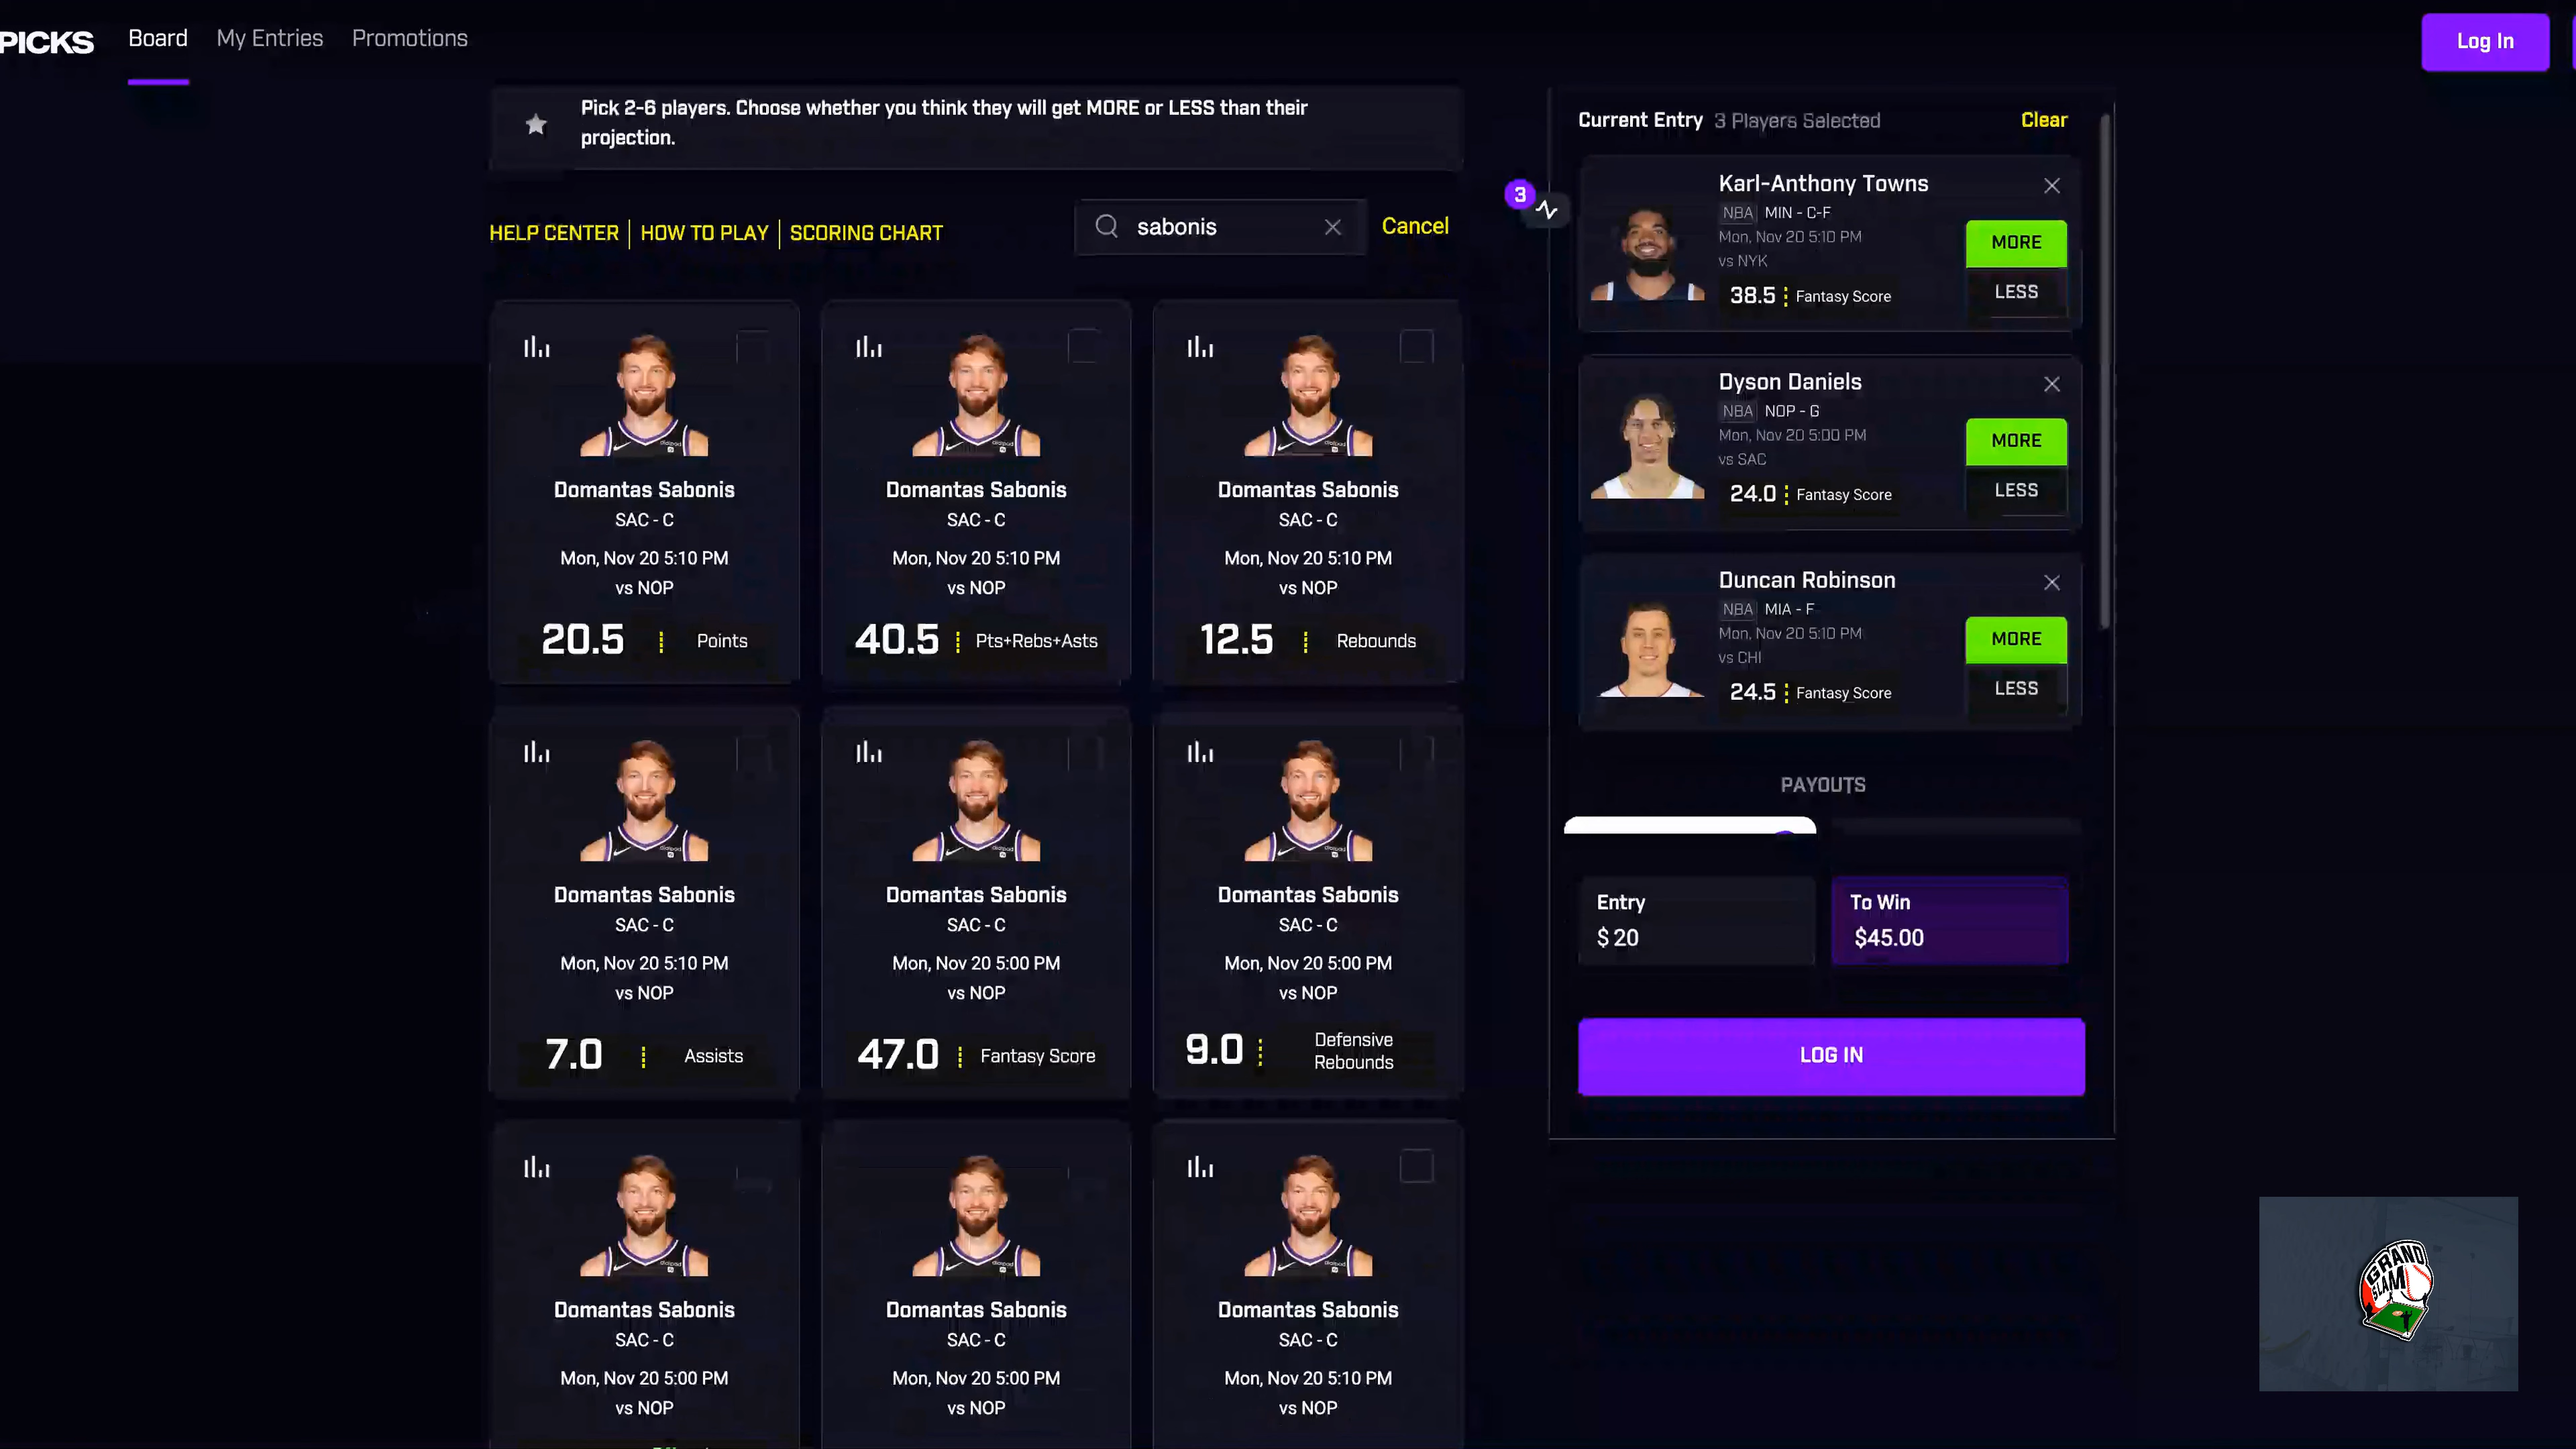 PICKS
Board
My Entries
Promotions
Log In
Pick 2-6 players. Choose whether you think they will get MORE or LESS than their
projection.
HELP CENTER
HOW TO PLAY
SCORING CHART
sabonis
Cancel
Domantas Sabonis
SAC - C
Mon, Nov 20 5:10 PM
vs NOP
20.5
Points
Domantas Sabonis
SAC - C
Mon, Nov 20 5:10 PM
vs NOP
40.5
Pts+Rebs+Asts
Domantas Sabonis
SAC - C
Mon, Nov 20 5:10 PM
vs NOP
12.5
Rebounds
Domantas Sabonis
SAC - C
Mon, Nov 20 5:10 PM
vs NOP
7.0
Assists
Domantas Sabonis
SAC - C
Mon, Nov 20 5:00 PM
vs NOP
47.0
Fantasy Score
Domantas Sabonis
SAC - C
Mon, Nov 20 5:00 PM
vs NOP
9.0
Defensive
Rebounds
Domantas Sabonis
SAC - C
Mon, Nov 20 5:00 PM
vs NOP
Domantas Sabonis
SAC - C
Mon, Nov 20 5:00 PM
vs NOP
Domantas Sabonis
SAC - C
Mon, Nov 20 5:10 PM
vs NOP
3
Current Entry 3 Players Selected
Clear
Karl-Anthony Towns
NBA MIN - C-F
Mon, Nov 20 5:10 PM
vs NYK
38.5 Fantasy Score
MORE
LESS
Dyson Daniels
NBA NOP - G
Mon, Nov 20 5:00 PM
vs SAC
24.0 Fantasy Score
MORE
LESS
Duncan Robinson
NBA MIA - F
Mon, Nov 20 5:10 PM
vs CHI
24.5 Fantasy Score
MORE
LESS
PAYOUTS
Entry
$ 20
To Win
$45.00
LOG IN
GRAND
SLAM